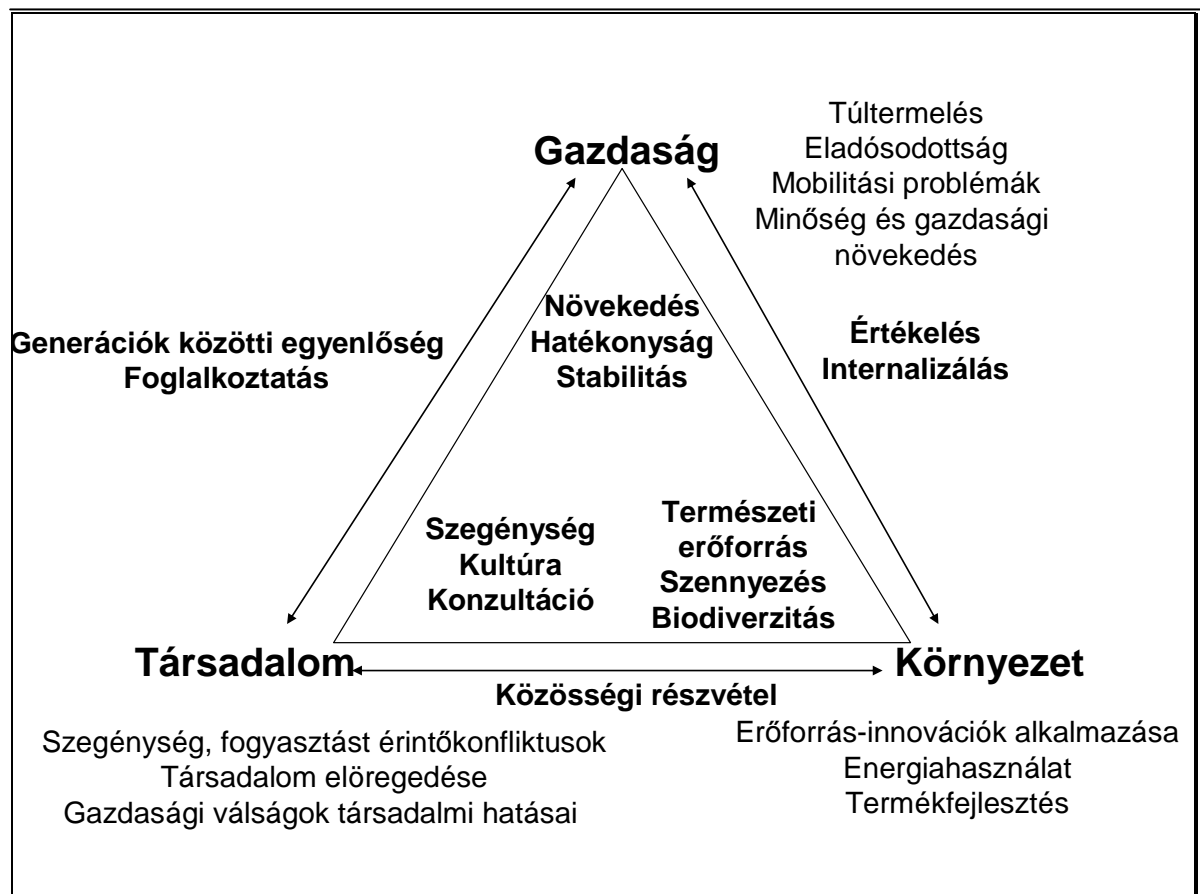 Túltermelés
Eladósodottság
Mobilitási problémák
Minőség és gazdasági
növekedés
Gazdaság
Növekedés
Hatékonyság
Stabilitás
Generációk közötti egyenlőség
Foglalkoztatás
Értékelés
Internalizálás
Szegénység
Kultúra
Konzultáció
Természeti
erőforrás
Szennyezés
Biodiverzitás
Társadalom
Környezet
Közösségi részvétel
Szegénység, fogyasztást érintőkonfliktusok
Társadalom elöregedése
Gazdasági válságok társadalmi hatásai
Erőforrás-innovációk alkalmazása
Energiahasználat
Termékfejlesztés